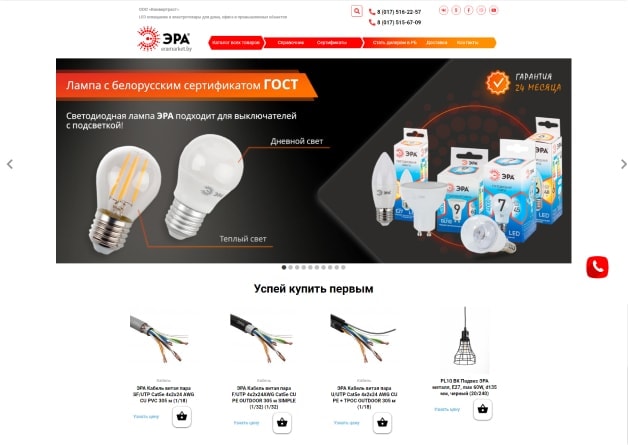 LED освещение и электротовары для дома, офиса и промышленных объектов
8 (017) 516-22-57
8 (017) 515-67-09
ЭРА
eramarket.by
Каталог всех товаров
Справочник
Сертификаты
Стать дилером в РБ
Доставка
Контакты
Лампа с белорусским сертификатом ГОСТ
ГАРАНТИЯ
24 МЕСЯЦА
Светодиодная лампа ЭРА подходит для выключателей
с подсветкой!
Дневной свет
Теплый свет
ЭРА
ЭРА
ЭРА
9
7
LED
Успей купить первым
Кабель
Кабель
Кабель
ЭРА Кабель витая пара
SF/UTP Cat5e 4x2x24 AWG
CU PVC 305 м (1/18)
Узнать цену
ЭРА Кабель витая пара
F/UTP 4x2x24AWG Cat5e CU
PE OUTDOOR 305 м SIMPLE
(1/32) (1/32)
Узнать цену
ЭРА Кабель витая пара
U/UTP Cat5e 4x2x24 AWG CU
PE + ТРОС OUTDOOR 305 м
(1/18)
Узнать цену
PL10 BK Подвес ЭРА
металл, E27, max 60W, d135
мм, черный (20/240)
Узнать цену